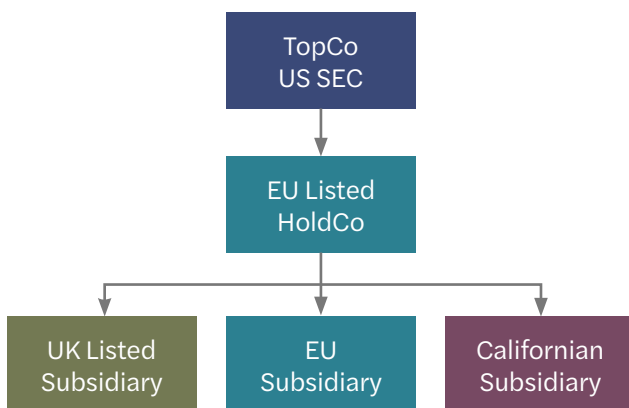 TopCo
US SEC
EU Listed
HoldCo
UK Listed
Subsidiary
EU
Subsidiary
Californian
Subsidiary